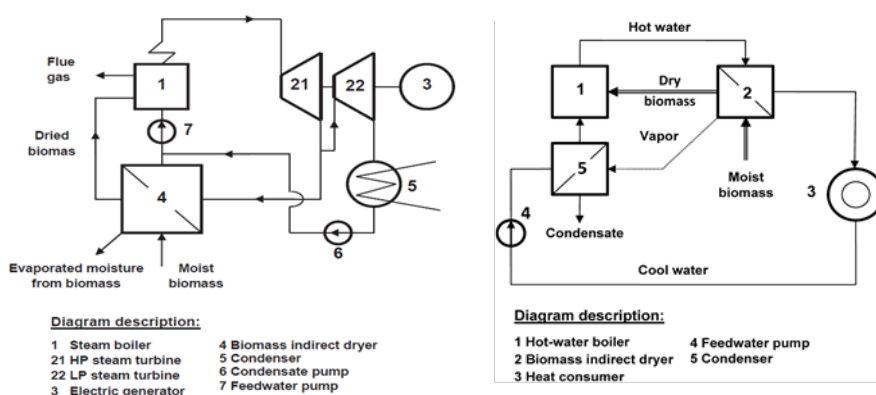 Flue
gas
1
21
22
3
7
Dried
biomas
4
5
6
Evaporated moisture
from biomass
Moist
biomass
Diagram description:
1 Steam boiler
21 HP steam turbine
22 LP steam turbine
3 Electric generator
4 Biomass indirect dryer
5 Condenser
6 Condensate pump
7 Feedwater pump
Hot water
1
Dry
biomass
2
Vapor
5
Moist
biomass
3
4
Condensate
Cool water
Diagram description:
1 Hot-water boiler
2 Biomass indirect dryer
3 Heat consumer
4 Feedwater pump
5 Condenser